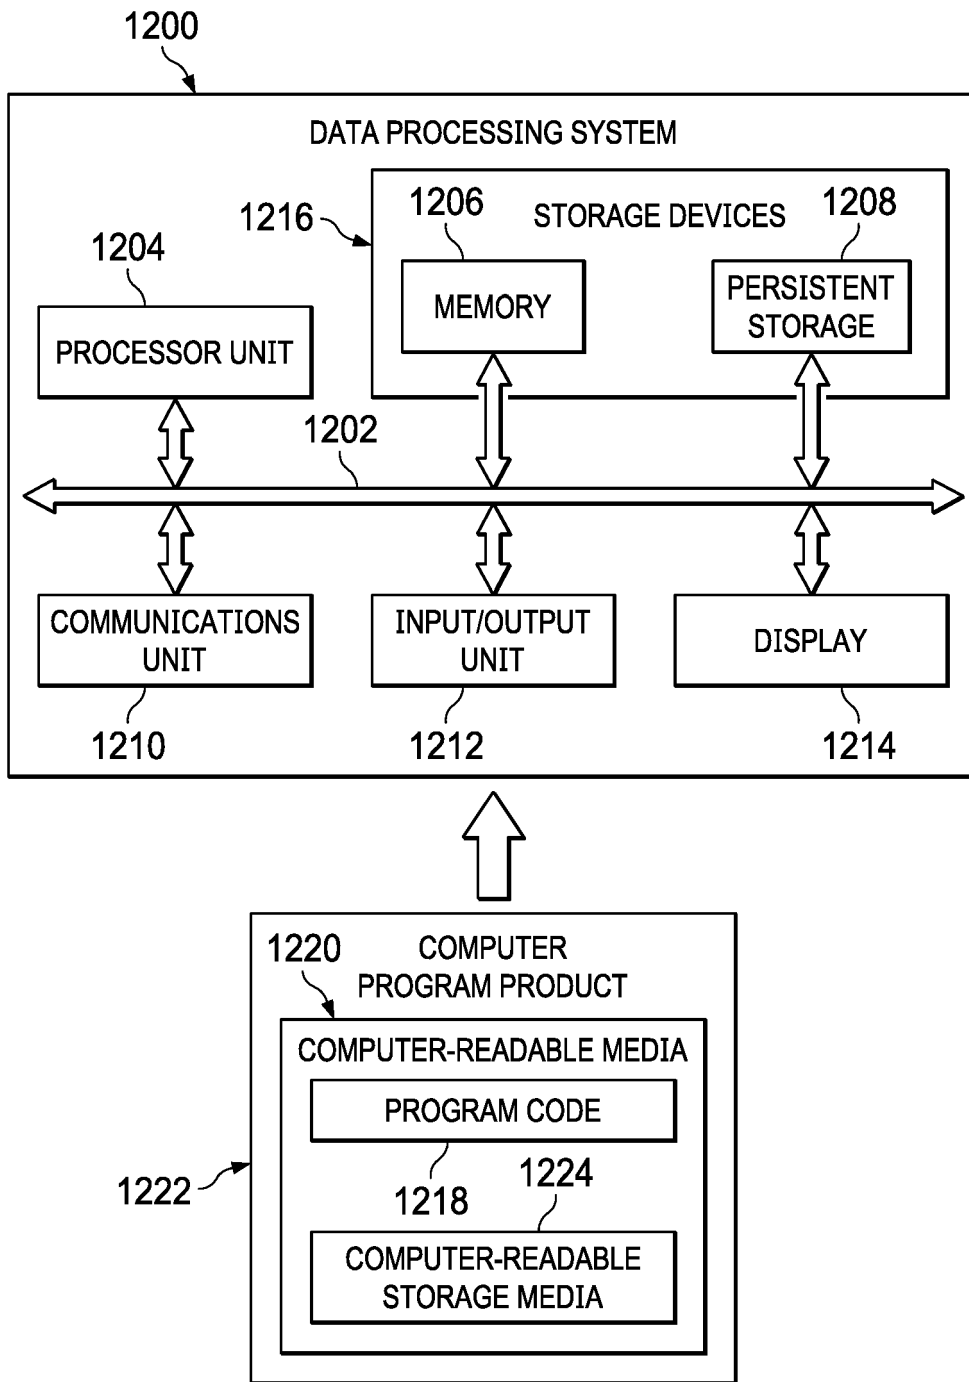 1200
DATA PROCESSING SYSTEM
1216
1206
STORAGE DEVICES
1208
1204
MEMORY
PERSISTENT
STORAGE
PROCESSOR UNIT
1202
COMMUNICATIONS
UNIT
INPUT/OUTPUT
UNIT
DISPLAY
1210
1212
1214
1220
COMPUTER
PROGRAM PRODUCT
COMPUTER-READABLE MEDIA
PROGRAM CODE
1222
1218
1224
COMPUTER-READABLE
STORAGE MEDIA